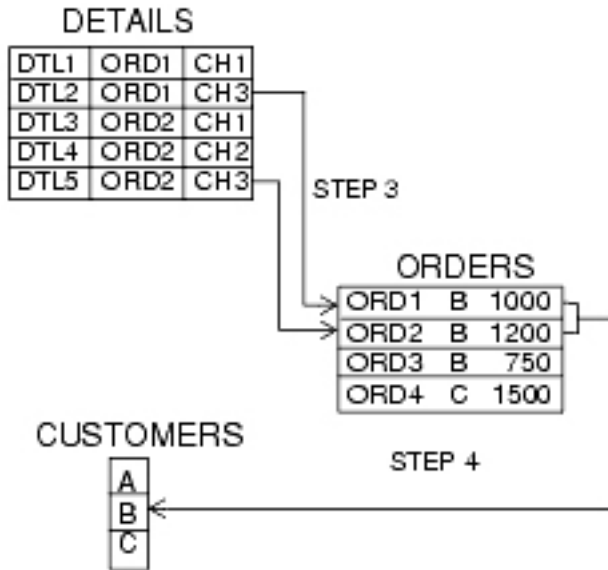 DETAILS
DTL1 ORD1 CH1
DTL2 ORD1 CH3
DTL3 ORD2 CH1
DTL4 ORD2 CH2
DTL5 ORD2 CH3
STEP 3
ORDERS
ORD1 B 1000
ORD2 B 1200
ORD3 B 750
ORD4 C 1500
CUSTOMERS
STEP 4
A
B
C